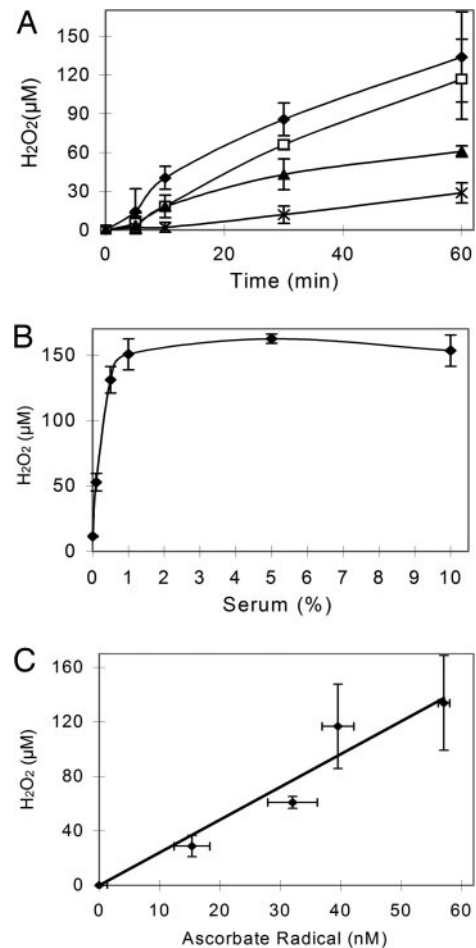 A
H2O2(µM)
150
120
90
60
30
0
0 20 40 60
Time (min)
B
H2O2 (µM)
150
100
50
0
0 1 2 3 4 5 6 7 8 9 10
Serum (%)
C
H2O2 (µM)
160
120
80
40
0
0 10 20 30 40 50 60
Ascorbate Radical (nM)